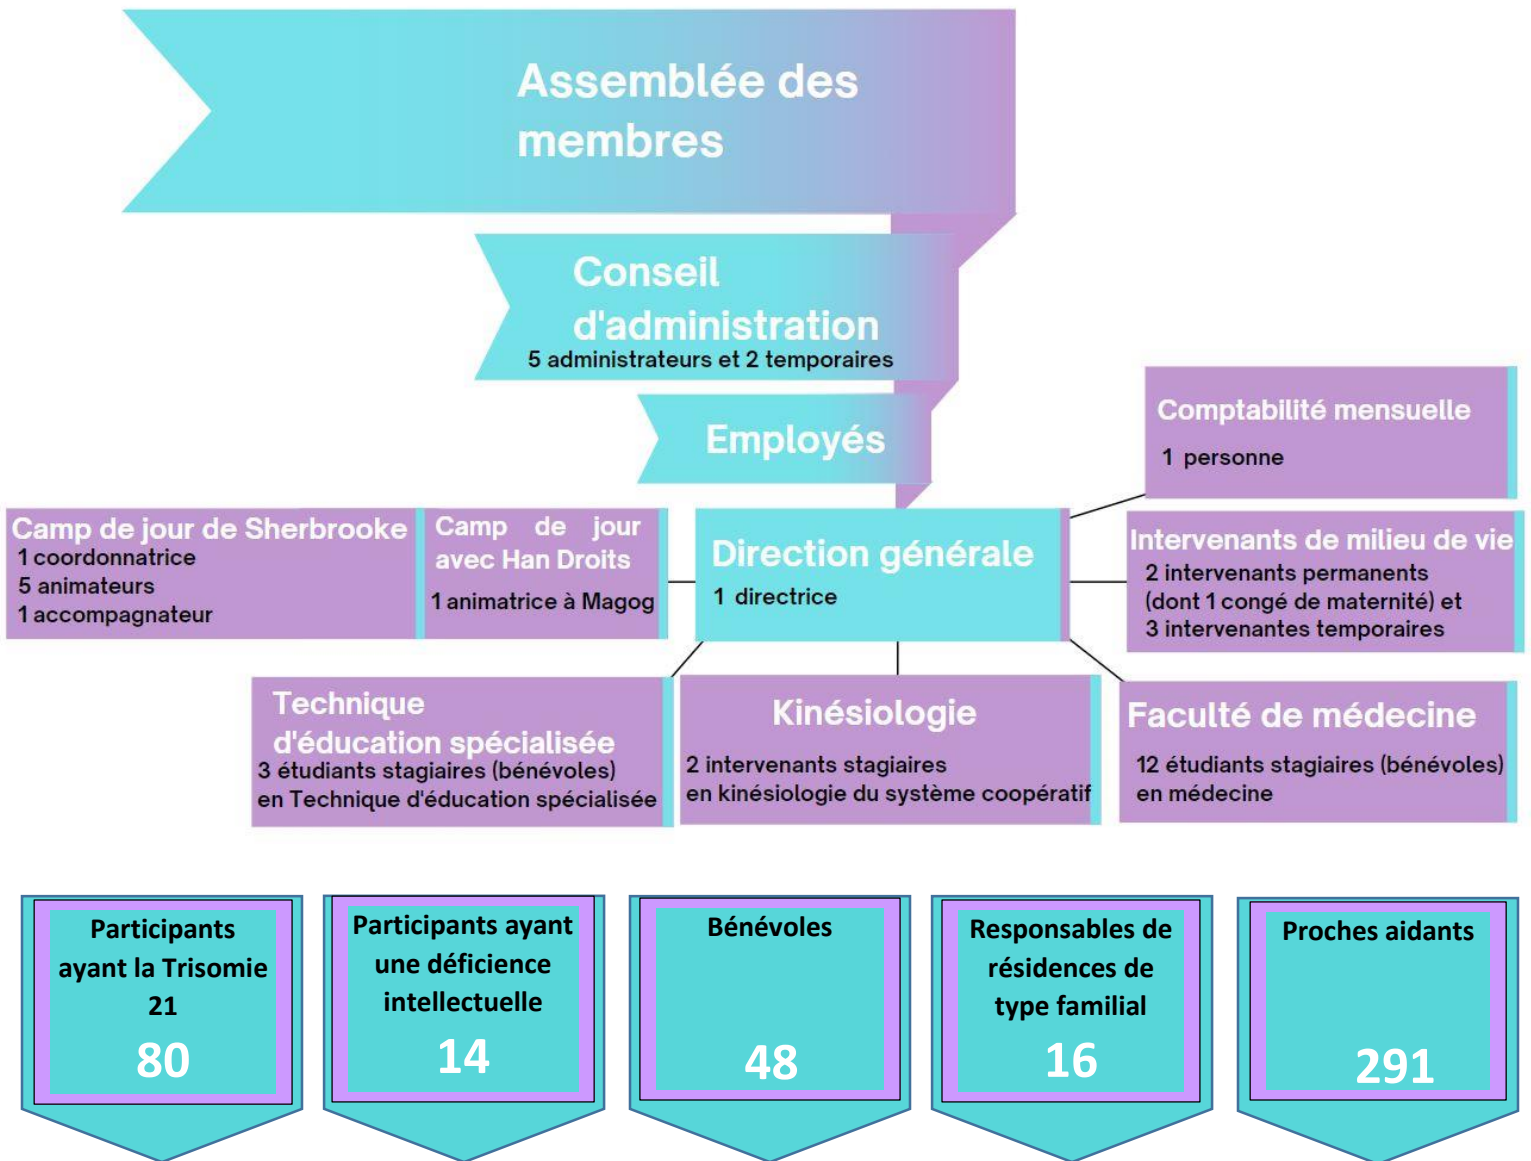 Assemblée des
membres
Conseil
d'administration
5 administrateurs et 2 temporaires
Employés
Comptabilité mensuelle
1 personne
Camp de jour de Sherbrooke
1 coordonnatrice
5 animateurs
1 accompagnateur
Camp de jour
avec Han Droits
1 animatrice à Magog
Direction générale
1 directrice
Intervenants de milieu de vie
2 intervenants permanents
(dont 1 congé de maternité) et
3 intervenantes temporaires
Technique
d'éducation spécialisée
3 étudiants stagiaires (bénévoles)
en Technique d'éducation spécialisée
Kinésiologie
2 intervenants stagiaires
en kinésiologie du système coopératif
Faculté de médecine
12 étudiants stagiaires (bénévoles)
en médecine
Participants
ayant la Trisomie
21
80
Participants ayant
une déficience
intellectuelle
14
Bénévoles
48
Responsables de
résidences de
type familial
16
Proches aidants
291